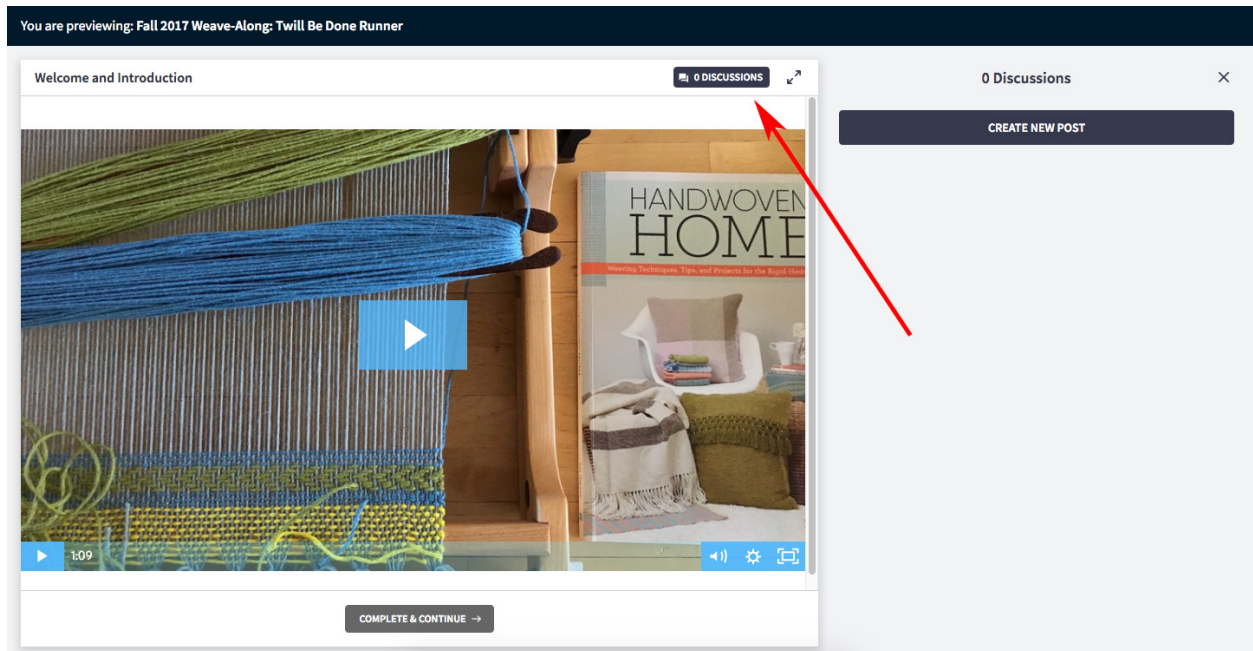 You are previewing: Fall 2017 Weave-Along: Twill Be Done Runner
Welcome and Introduction
0 DISCUSSIONS
0 Discussions
CREATE NEW POST
HANDWOVEN
HOME
Weaving Techniques, Tips, and Projects for the Rigid-Hed
1:09
COMPLETE & CONTINUE →